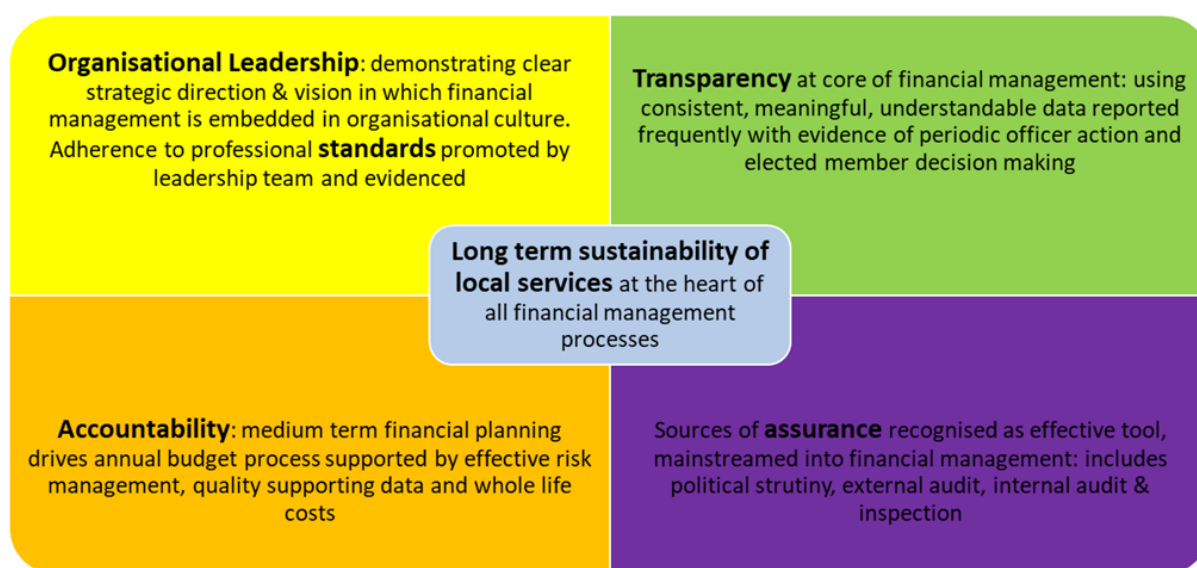 Organisational Leadership: demonstrating clear
strategic direction & vision in which financial
management is embedded in organisational culture.
Adherence to professional standards promoted by
leadership team and evidenced
Transparency at core of financial management: using
consistent, meaningful, understandable data reported
frequently with evidence of periodic officer action and
elected member decision making
Long term sustainability of
local services at the heart of
all financial management
processes
Accountability: medium term financial planning
drives annual budget process supported by effective risk
management, quality supporting data and whole life
costs
Sources of assurance recognised as effective tool,
mainstreamed into financial management: includes
political strutiny, external audit, internal audit &
inspection